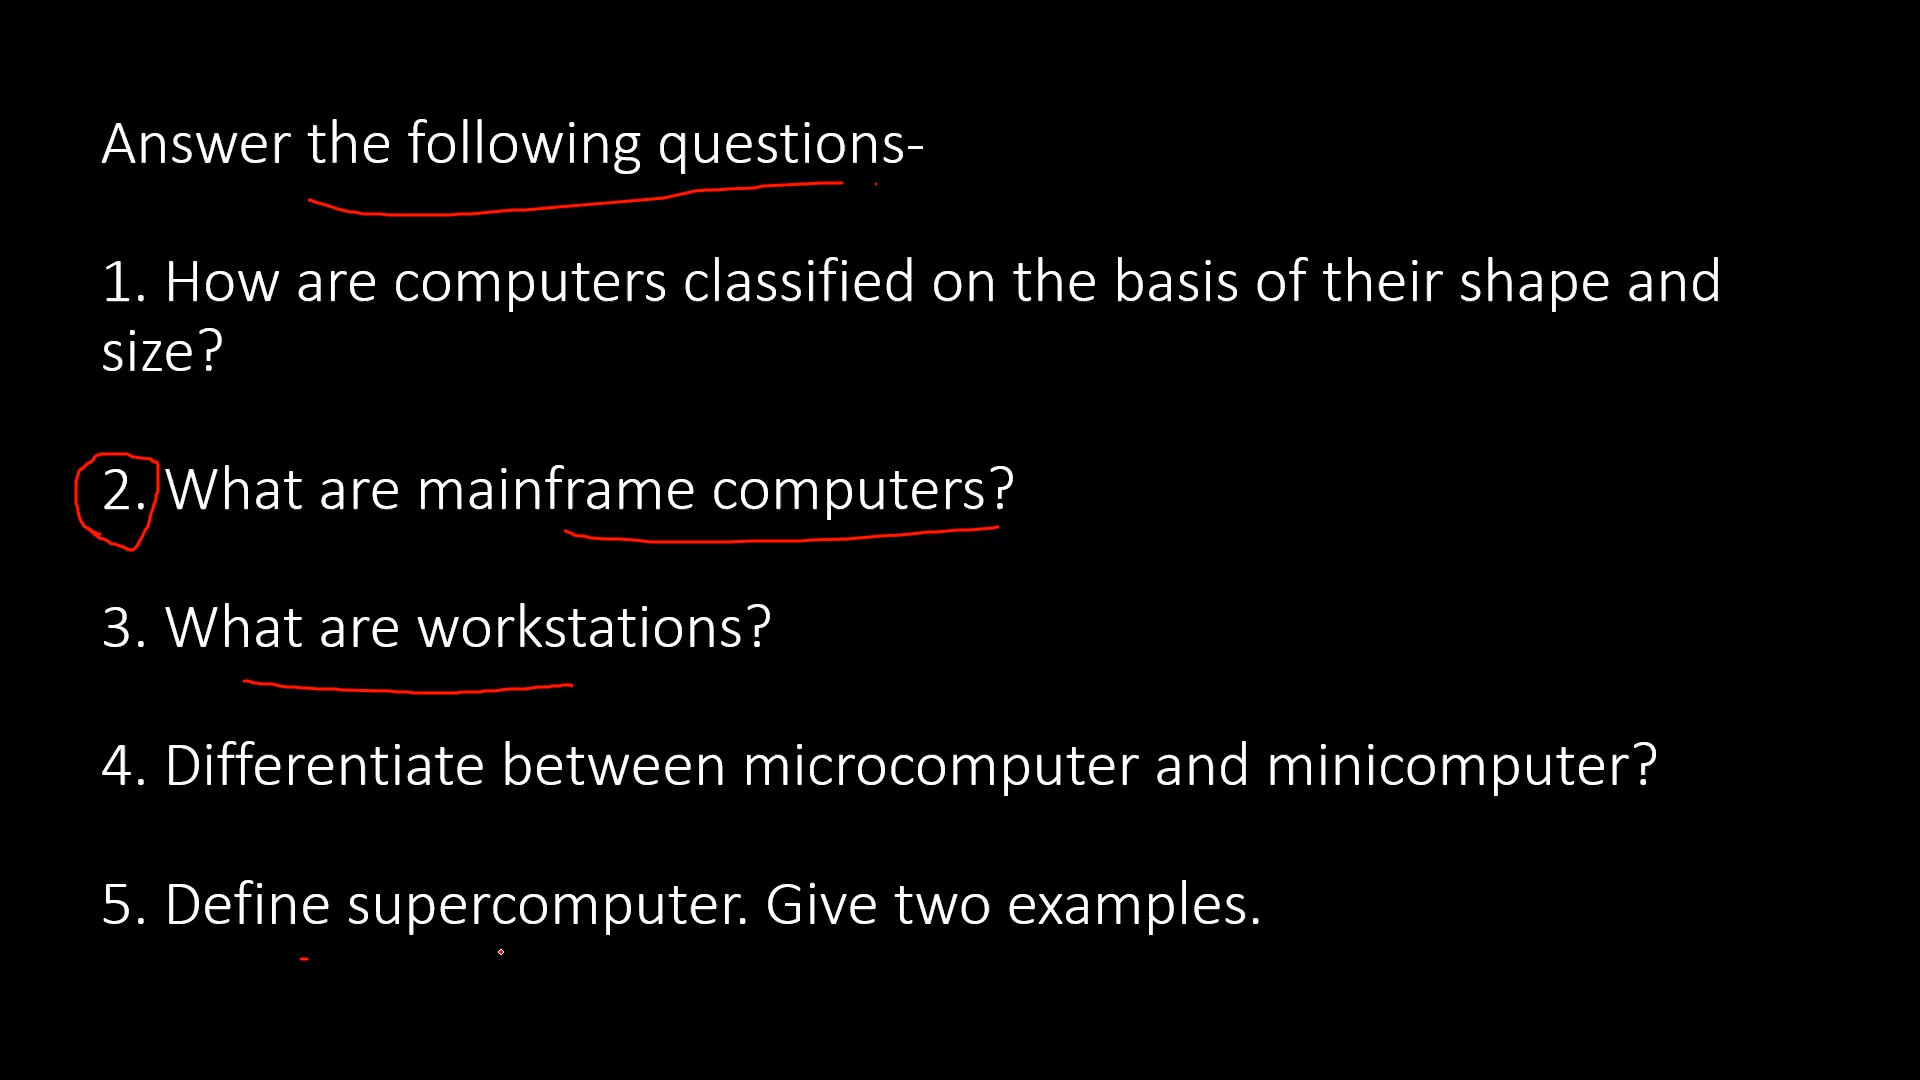 Answer the following questions-
1. How are computers classified on the basis of their shape and
size?
2. What are mainframe computers?
3. What are workstations?
4. Differentiate between microcomputer and minicomputer?
5. Define supercomputer. Give two examples.